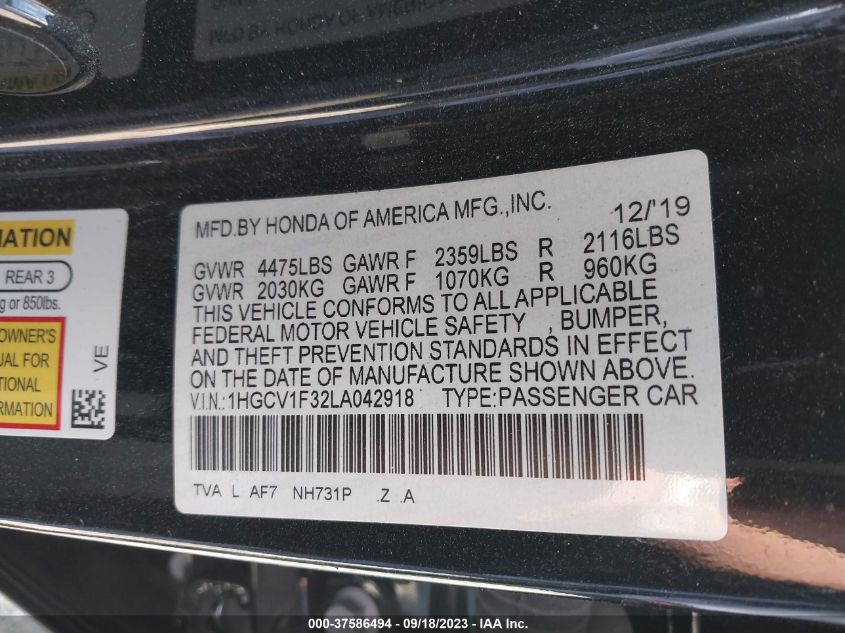 MFD.BY HONDA OF AMERICA MFG.,INC. 12/'19
GVWR 4475LBS GAWR F 2359LBS R 2116LBS
GVWR 2030KG GAWR F 1070KG R 960KG
THIS VEHICLE CONFORMS TO ALL APPLICABLE
FEDERAL MOTOR VEHICLE SAFETY , BUMPER,
AND THEFT PREVENTION STANDARDS IN EFFECT
ON THE DATE OF MANUFACTURE SHOWN ABOVE.
V.I.N.:1HGCV1F32LA042918 TYPE:PASSENGER CAR
TVA L AF7 NH731P .Z .A
MATION
REAR 3
g or 850lbs.
OWNER'S
UAL FOR
TIONAL
MATION
VE
000-37586494 - 09/18/2023 - IAA Inc.